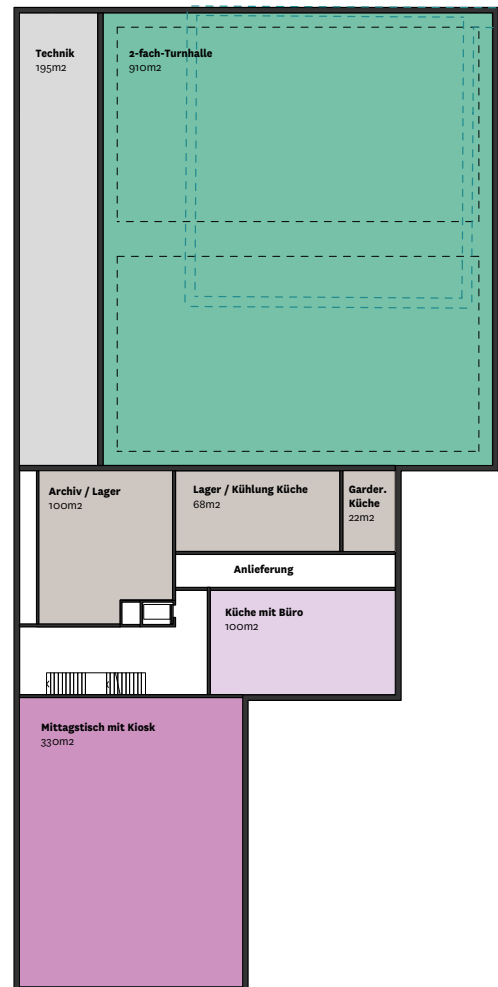 Technik
195m2
2-fach-Turnhalle
910m2
Archiv / Lager
100m2
Lager / Kühlung Küche
68m2
Garder.
Küche
22m2
Anlieferung
Küche mit Büro
100m2
Mittagstisch mit Kiosk
330m2